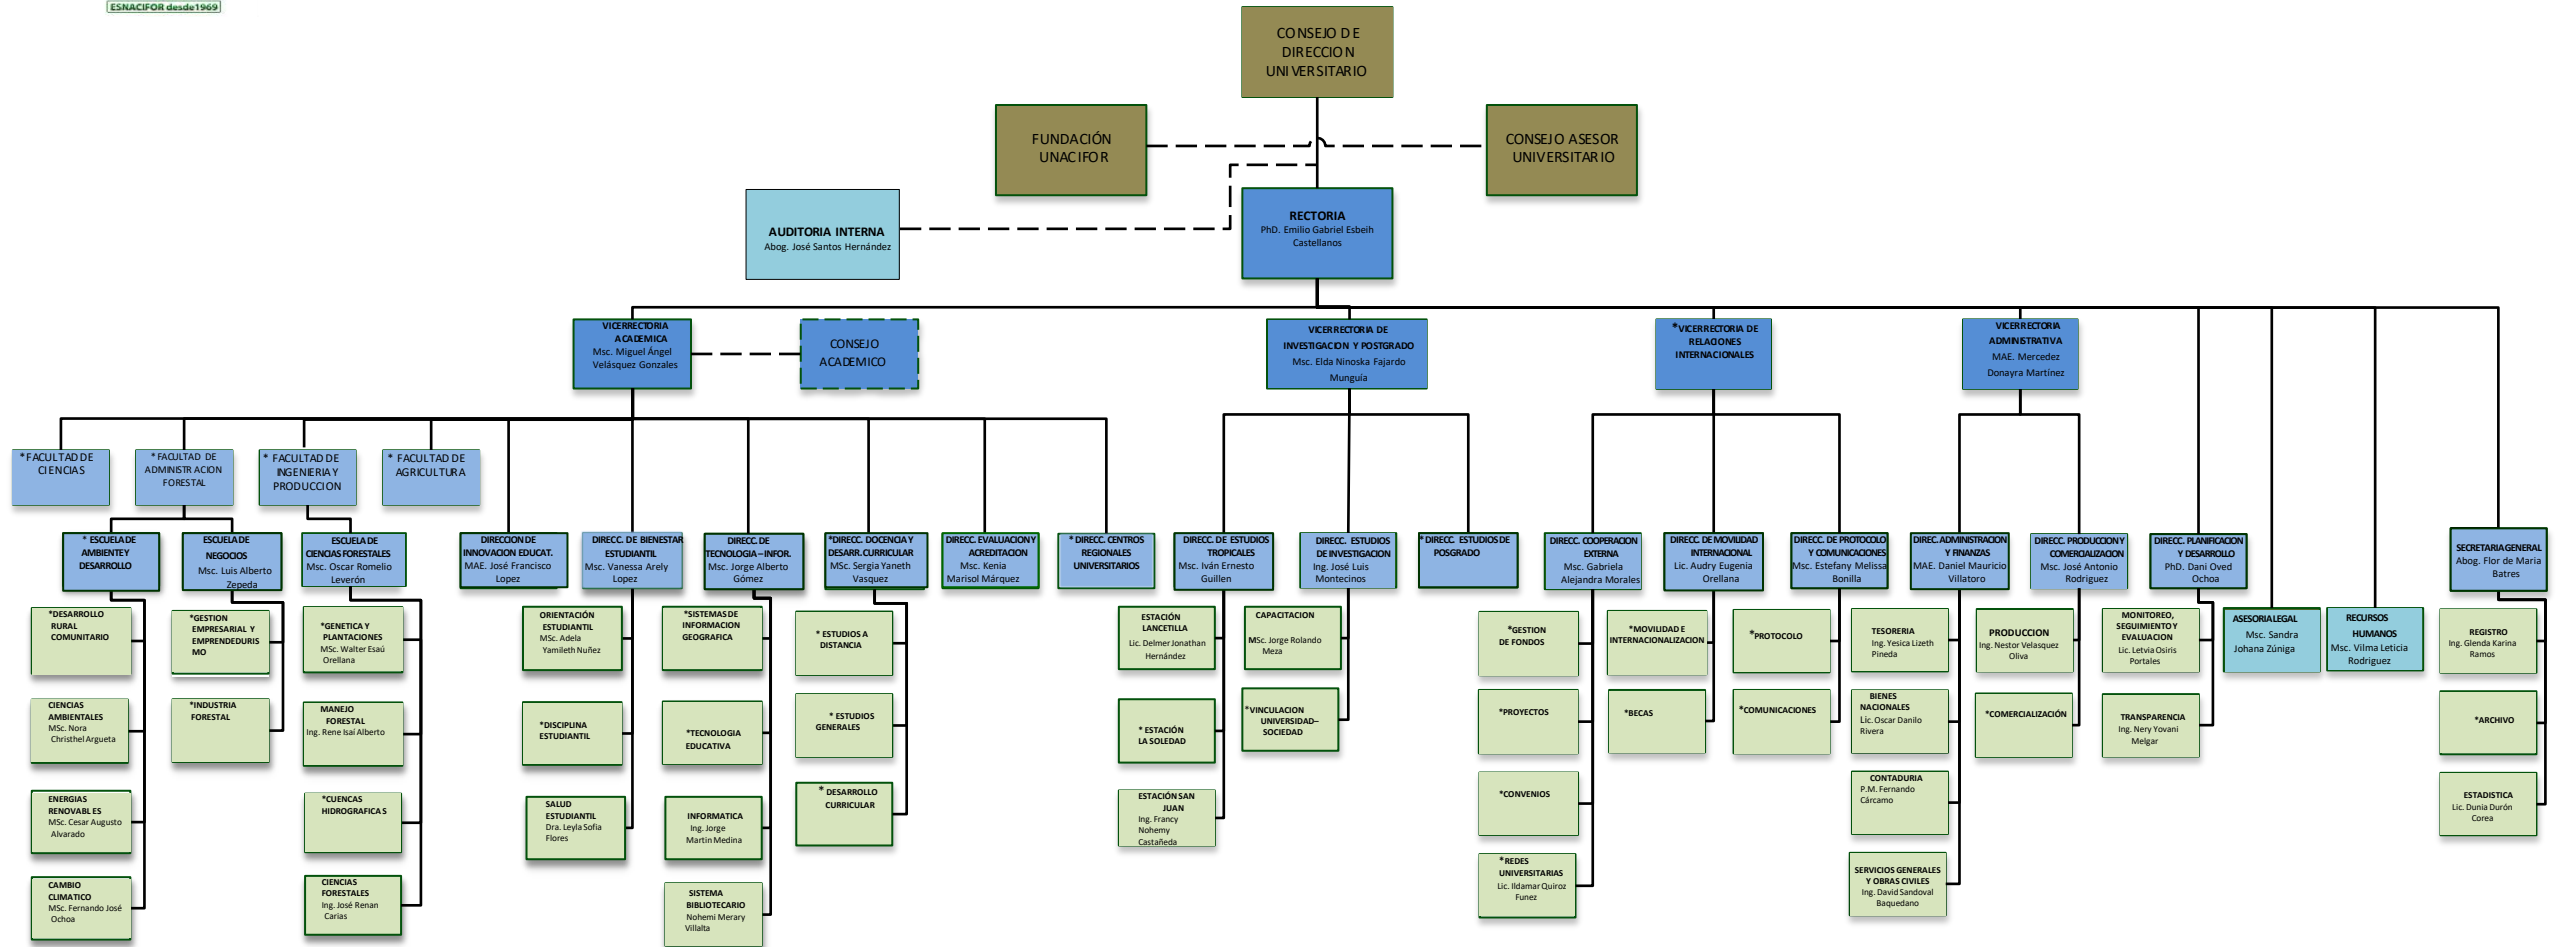 ESNACIFOR desde1969
CONSEJO DE
DIRECCION
UNIVERSITARIO
FUNDACIÓN
UNACIFOR
CONSEJO ASESOR
UNIVERSITARIO
AUDITORIA INTERNA
Abog. José Santos Hernández
RECTORIA
PhD. Emilio Gabriel Esbeih
Castellanos
VICERRECTORIA
ACADEMICA
Msc. Miguel Ángel
Velásquez Gonzales
CONSEJO
ACADEMICO
VICERRECTORIA DE
INVESTIGACION Y POSTGRADO
Msc. Elda Ninoska Fajardo
Munguía
*VICERRECTORIA DE
RELACIONES
INTERNACIONALES
VICERRECTORIA
ADMINISTRATIVA
MAE. Mercedez
Donayra Martínez
*FACULTAD DE
CIENCIAS
*FACULTAD DE
ADMINISTRACION
FORESTAL
* FACULTAD DE
INGENIERIA Y
PRODUCCION
* FACULTAD DE
AGRICULTURA
* ESCUELA DE
AMBIENTE Y
DESARROLLO
ESCUELA DE
NEGOCIOS
Msc. Luis Alberto
Zepeda
ESCUELA DE
CIENCIAS FORESTALES
Msc. Oscar Romelio
Leverón
DIRECCION DE
INNOVACION EDUCAT.
MAE. José Francisco
Lopez
DIRECC. DE BIENESTAR
ESTUDIANTIL
Msc. Vanessa Arely
Lopez
DIRECC. DE
TECNOLOGIA – INFOR.
Msc. Jorge Alberto
Gómez
*DIRECC. DOCENCIA Y
DESARR. CURRICULAR
MSc. Sergia Yaneth
Vasquez
DIRECC. EVALUACION Y
ACREDITACION
Msc. Kenia
Marisol Márquez
* DIRECC. CENTROS
REGIONALES
UNIVERSITARIOS
DIRECC. DE ESTUDIOS
TROPICALES
Msc. Iván Ernesto
Guillen
DIRECC. ESTUDIOS
DE INVESTIGACION
Ing. José Luis
Montecinos
* DIRECC. ESTUDIOS DE
POSGRADO
DIRECC. COOPERACION
EXTERNA
Msc. Gabriela
Alejandra Morales
DIRECC. DE MOVILIDAD
INTERNACIONAL
Lic. Audry Eugenia
Orellana
DIRECC. DE PROTOCOLO
Y COMUNICACIONES
Msc. Estefany Melissa
Bonilla
DIREC. ADMINISTRACION
Y FINANZAS
MAE. Daniel Mauricio
Villatoro
DIRECC. PRODUCCION Y
COMERCIALIZACION
Msc. José Antonio
Rodriguez
DIRECC. PLANIFICACION
Y DESARROLLO
PhD. Dani Oved
Ochoa
SECRETARIA GENERAL
Abog. Flor de Maria
Batres
*DESARROLLO
RURAL
COMUNITARIO
CIENCIAS
AMBIENTALES
MSc. Nora
Christhel Argueta
ENERGIAS
RENOVABLES
MSc. Cesar Augusto
Alvarado
CAMBIO
CLIMATICO
MSc. Fernando José
Ochoa
*GESTION
EMPRESARIAL Y
EMPRENDEDURIS
MO
*INDUSTRIA
FORESTAL
*GENETICA Y
PLANTACIONES
MSc. Walter Esaú
Orellana
MANEJO
FORESTAL
Ing. Rene Isaí Alberto
*CUENCAS
HIDROGRAFICAS
CIENCIAS
FORESTALES
Ing. José Renan
Carias
ORIENTACIÓN
ESTUDIANTIL
MSc. Adela
Yamileth Nuñez
*DISCIPLINA
ESTUDIANTIL
SALUD
ESTUDIANTIL
Dra. Leyla Sofia
Flores
*SISTEMAS DE
INFORMACION
GEOGRAFICA
*TECNOLOGIA
EDUCATIVA
INFORMATICA
Ing. Jorge
Martin Medina
SISTEMA
BIBLIOTECARIO
Nohemi Merary
Villalta
* ESTUDIOS A
DISTANCIA
* ESTUDIOS
GENERALES
* DESARROLLO
CURRICULAR
ESTACIÓN
LANCETILLA
Lic. Delmer Jonathan
Hernández
* ESTACIÓN
LA SOLEDAD
ESTACIÓN SAN
JUAN
Ing. Francy
Nohemy
Castañeda
CAPACITACION
MSc. Jorge Rolando
Meza
*VINCULACION
UNIVERSIDAD–
SOCIEDAD
*GESTION
DE FONDOS
*PROYECTOS
*CONVENIOS
*REDES
UNIVERSITARIAS
Lic. Ildamar Quiroz
Funez
*MOVILIDAD E
INTERNACIONALIZACION
*BECAS
*PROTOCOLO
*COMUNICACIONES
TESORERIA
Ing. Yesica Lizeth
Pineda
BIENES
NACIONALES
Lic. Oscar Danilo
Rivera
CONTADURIA
P.M. Fernando
Cárcamo
SERVICIOS GENERALES
Y OBRAS CIVILES
Ing. David Sandoval
Baquedano
PRODUCCION
Ing. Nestor Velasquez
Oliva
*COMERCIALIZACIÓN
MONITOREO,
SEGUIMIENTO Y
EVALUACION
Lic. Letvia Osiris
Portales
TRANSPARENCIA
Ing. Nery Yovani
Melgar
ASESORIA LEGAL
Msc. Sandra
Johana Zúniga
RECURSOS
HUMANOS
Msc. Vilma Leticia
Rodriguez
REGISTRO
Ing. Glenda Karina
Ramos
*ARCHIVO
ESTADISTICA
Lic. Dunia Durón
Corea